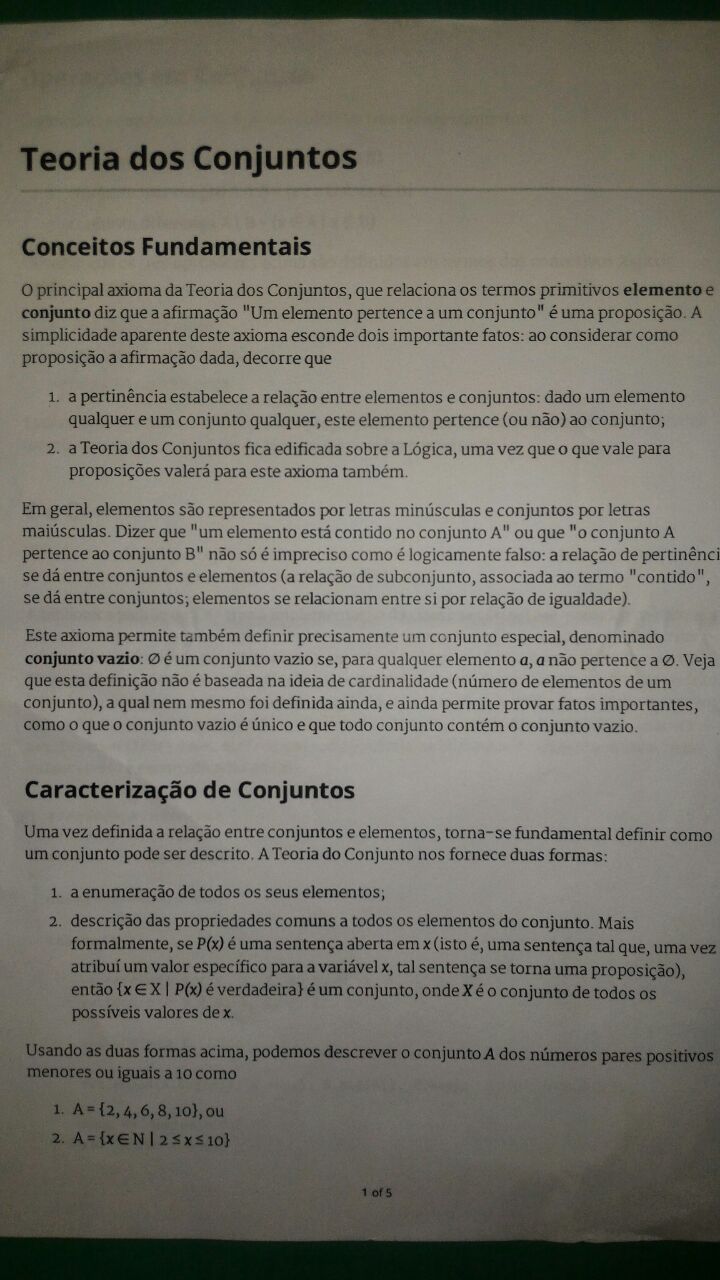 Teoria dos Conjuntos
Conceitos Fundamentais
O principal axioma da Teoria dos Conjuntos, que relaciona os termos primitivos elemento e
conjunto diz que a afirmação "Um elemento pertence a um conjunto" é uma proposição. A
simplicidade aparente deste axioma esconde dois importante fatos: ao considerar como
proposição a afirmação dada, decorre que
1. a pertinência estabelece a relação entre elementos e conjuntos: dado um elemento
qualquer e um conjunto qualquer, este elemento pertence (ou não) ao conjunto;
2. a Teoria dos Conjuntos fica edificada sobre a Lógica, uma vez que o que vale para
proposições valerá para este axioma também.
Em geral, elementos são representados por letras minúsculas e conjuntos por letras
maiúsculas. Dizer que "um elemento está contido no conjunto A" ou que "o conjunto A
pertence ao conjunto B" não só é impreciso como é logicamente falso: a relação de pertinênci
se dá entre conjuntos e elementos (a relação de subconjunto, associada ao termo "contido",
se dá entre conjuntos; elementos se relacionam entre si por relação de igualdade).
Este axioma permite também definir precisamente um conjunto especial, denominado
conjunto vazio: ∅ é um conjunto vazio se, para qualquer elemento a, a não pertence a ∅. Veja
que esta definição não é baseada na ideia de cardinalidade (número de elementos de um
conjunto), a qual nem mesmo foi definida ainda, e ainda permite provar fatos importantes,
como o que o conjunto vazio é único e que todo conjunto contém o conjunto vazio.
Caracterização de Conjuntos
Uma vez definida a relação entre conjuntos e elementos, torna-se fundamental definir como
um conjunto pode ser descrito. A Teoria do Conjunto nos fornece duas formas:
1. a enumeração de todos os seus elementos;
2. descrição das propriedades comuns a todos os elementos do conjunto. Mais
formalmente, se P(x) é uma sentença aberta em x (isto é, uma sentença tal que, uma vez
atribuí um valor específico para a variável x, tal sentença se torna uma proposição),
então {x ∈ X | P(x) é verdadeira} é um conjunto, onde X é o conjunto de todos os
possíveis valores de x.
Usando as duas formas acima, podemos descrever o conjunto A dos números pares positivos
menores ou iguais a 10 como
1. A = {2, 4, 6, 8, 10}, ou
2. A = {x ∈ N | 2 ≤ x ≤ 10}
1 of 5